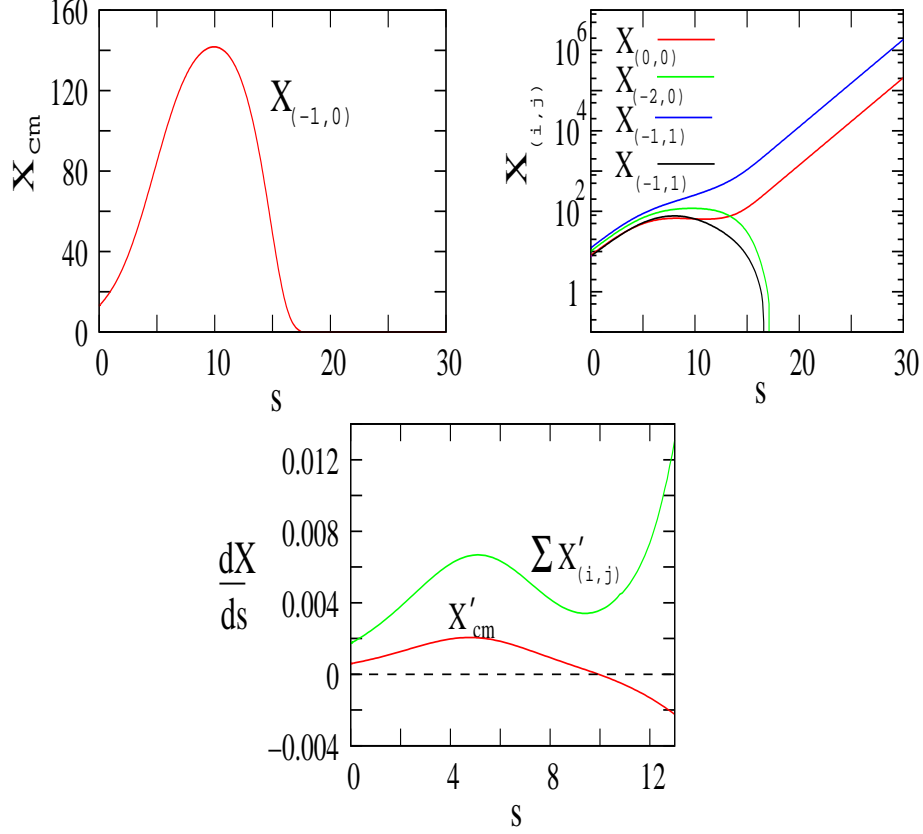 160
120
80
40
0
X_cm
X_(-1,0)
0 10 20 30
s
10^6
10^4
10^2
1
X_(i,j)
X_(0,0)
X_(-2,0)
X_(-1,1)
X_(-1,1)
0 10 20 30
s
0.012
0.008
0.004
0
−0.004
dX
ds
∑ X′_(i,j)
X′_cm
0 4 8 12
s